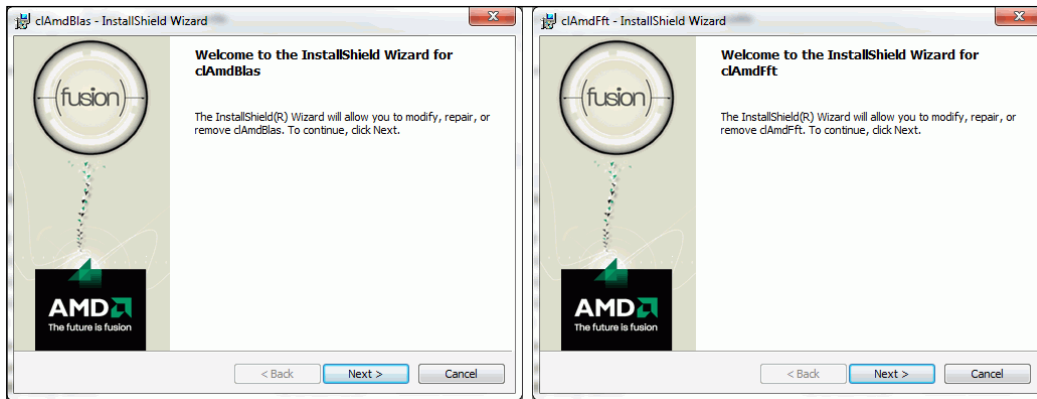 clAmdBlas - InstallShield Wizard
x
fusion
Welcome to the InstallShield Wizard for
clAmdBlas
The InstallShield(R) Wizard will allow you to modify, repair, or
remove clAmdBlas. To continue, click Next.
AMD
The future is fusion
< Back
Next >
Cancel
clAmdFft - InstallShield Wizard
x
fusion
Welcome to the InstallShield Wizard for
clAmdFft
The InstallShield(R) Wizard will allow you to modify, repair, or
remove clAmdFft. To continue, click Next.
AMD
The future is fusion
< Back
Next >
Cancel